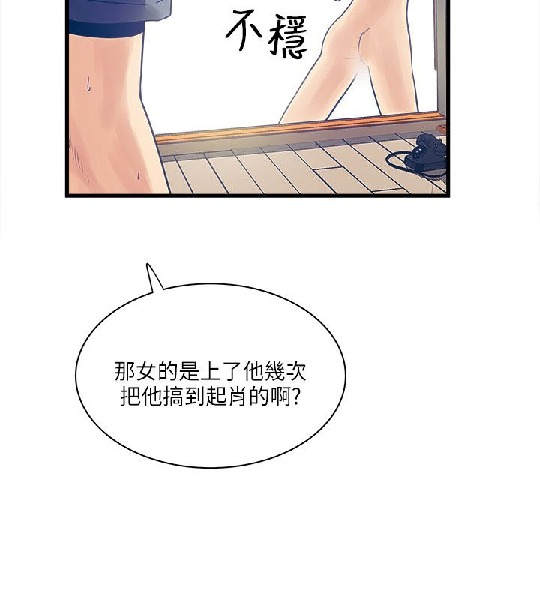 不穩
那女的是上了他幾次
把他搞到起肖的啊?